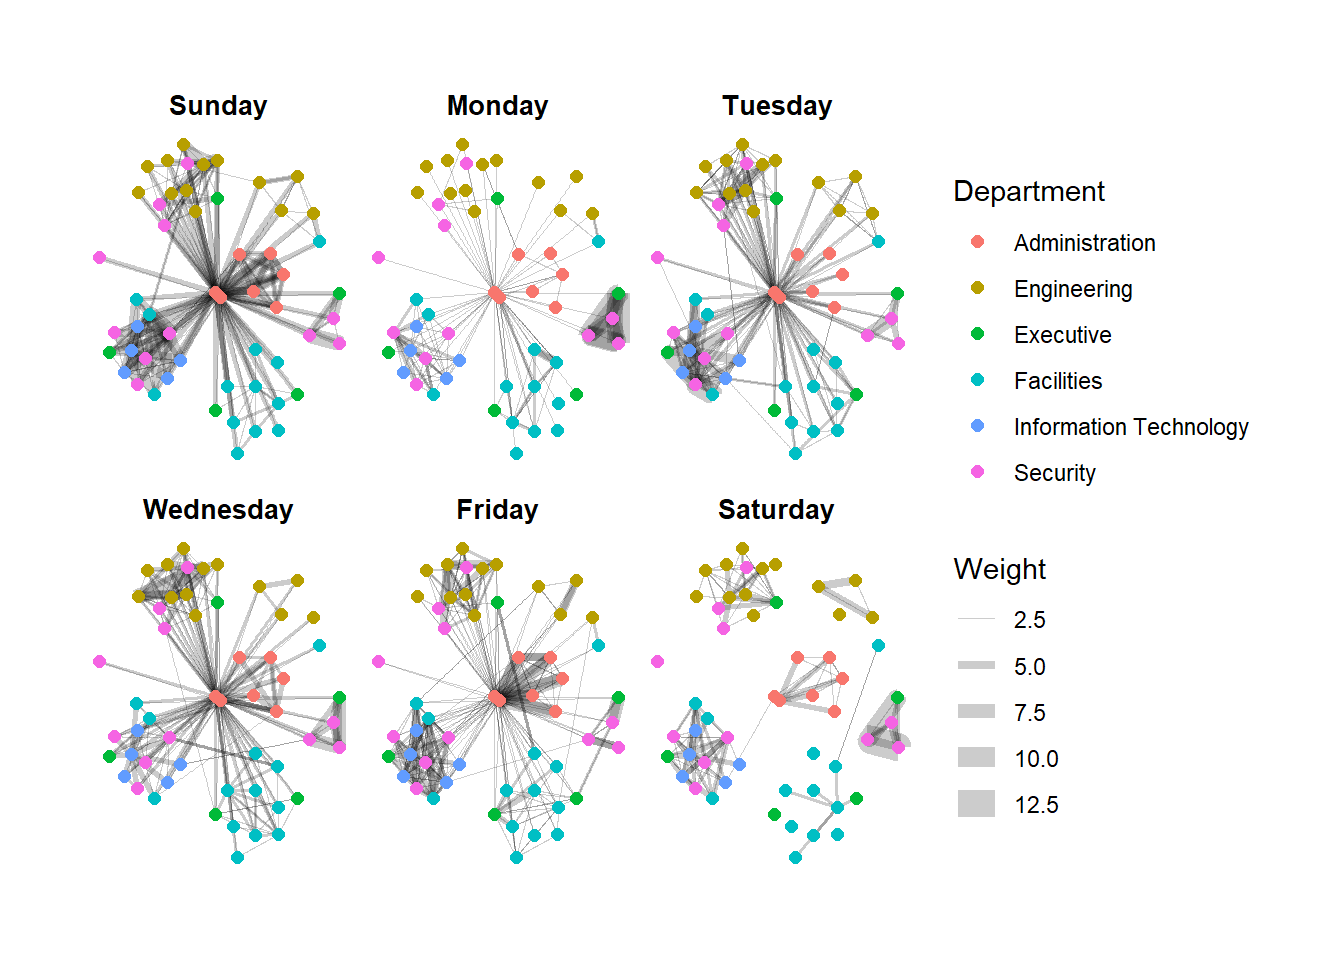 Sunday
Monday
Tuesday
Wednesday
Friday
Saturday
Department
Administration
Engineering
Executive
Facilities
Information Technology
Security
Weight
2.5
5.0
7.5
10.0
12.5